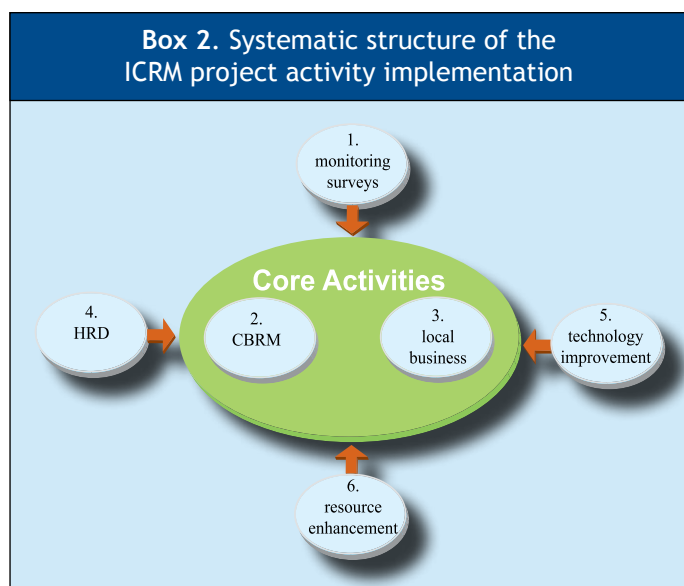 Box 2. Systematic structure of the
ICRM project activity implementation
1.
monitoring
surveys
Core Activities
4.
HRD
2.
CBRM
3.
local
business
5.
technology
improvement
6.
resource
enhancement